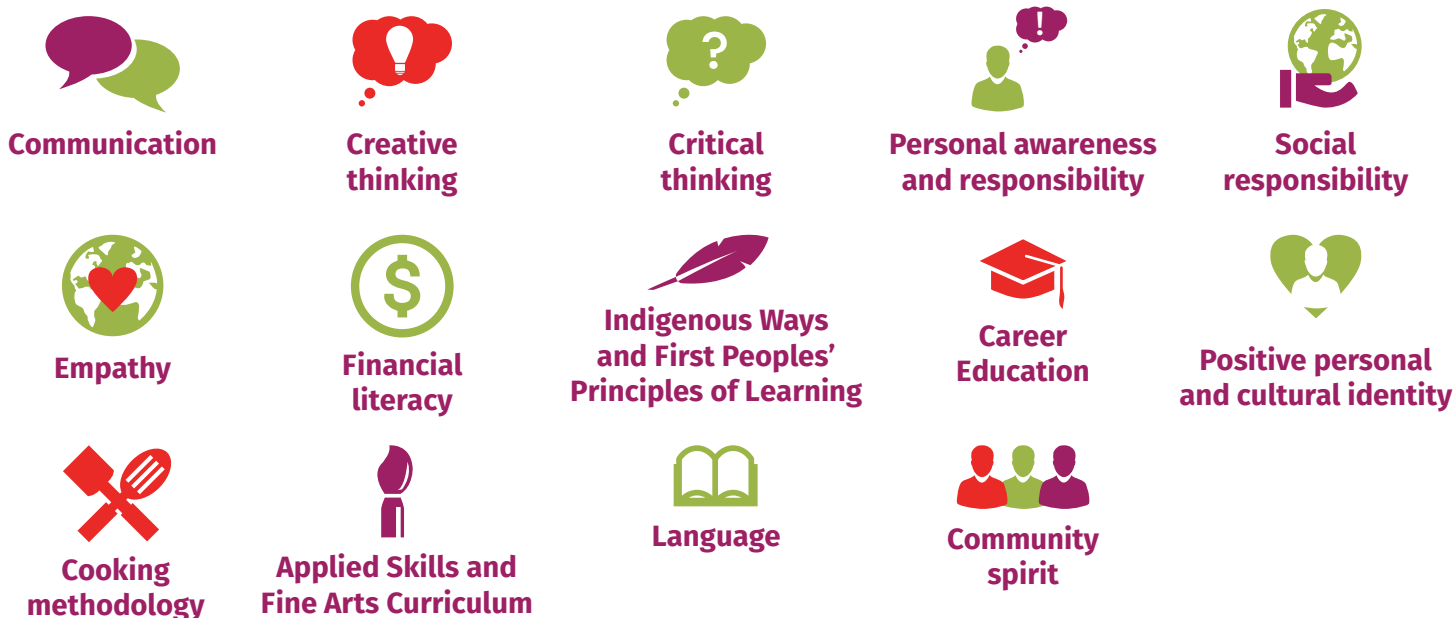 Communication
Creative
thinking
Critical
thinking
Personal awareness
and responsibility
Social
responsibility
Empathy
Financial
literacy
Indigenous Ways
and First Peoples’
Principles of Learning
Career
Education
Positive personal
and cultural identity
Cooking
methodology
Applied Skills and
Fine Arts Curriculum
Language
Community
spirit